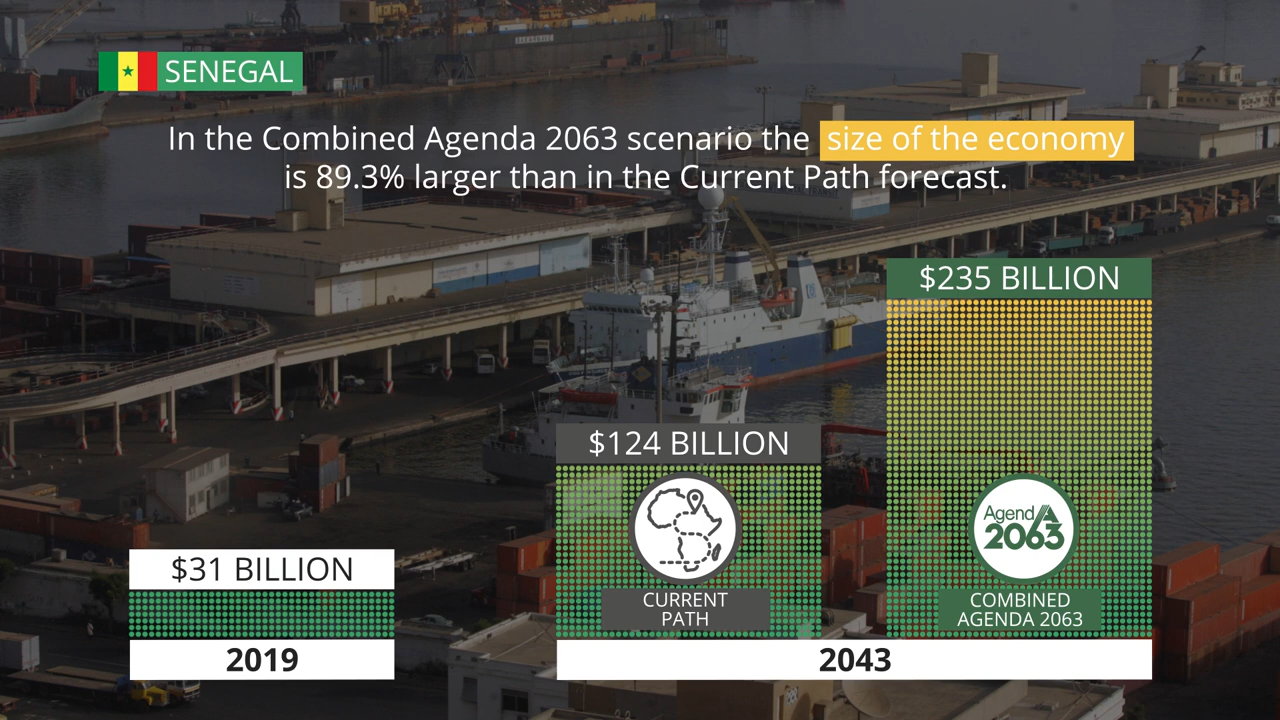 SENEGAL
In the Combined Agenda 2063 scenario the size of the economy
is 89.3% larger than in the Current Path forecast.
$235 BILLION
$124 BILLION
$31 BILLION
Agenda
2063
CURRENT
PATH
COMBINED
AGENDA 2063
2019
2043